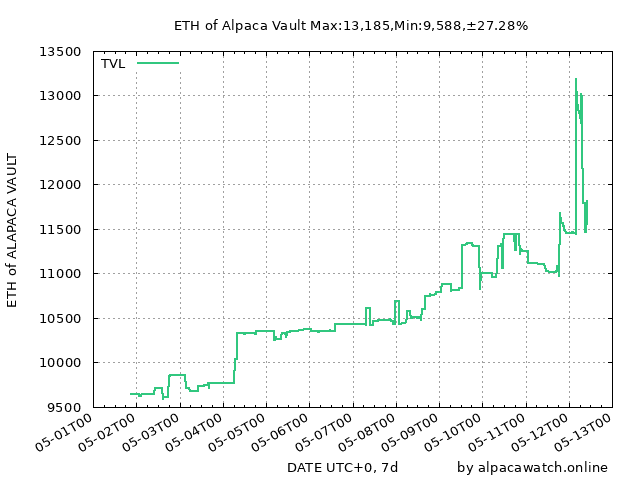 ETH of Alpaca Vault Max:13,185,Min:9,588,±27.28%
TVL
13500
13000
12500
12000
11500
11000
10500
10000
9500
ETH of ALAPACA VAULT
05-01T00
05-02T00
05-03T00
05-04T00
05-05T00
05-06T00
05-07T00
05-08T00
05-09T00
05-10T00
05-11T00
05-12T00
05-13T00
DATE UTC+0, 7d
by alpacawatch.online